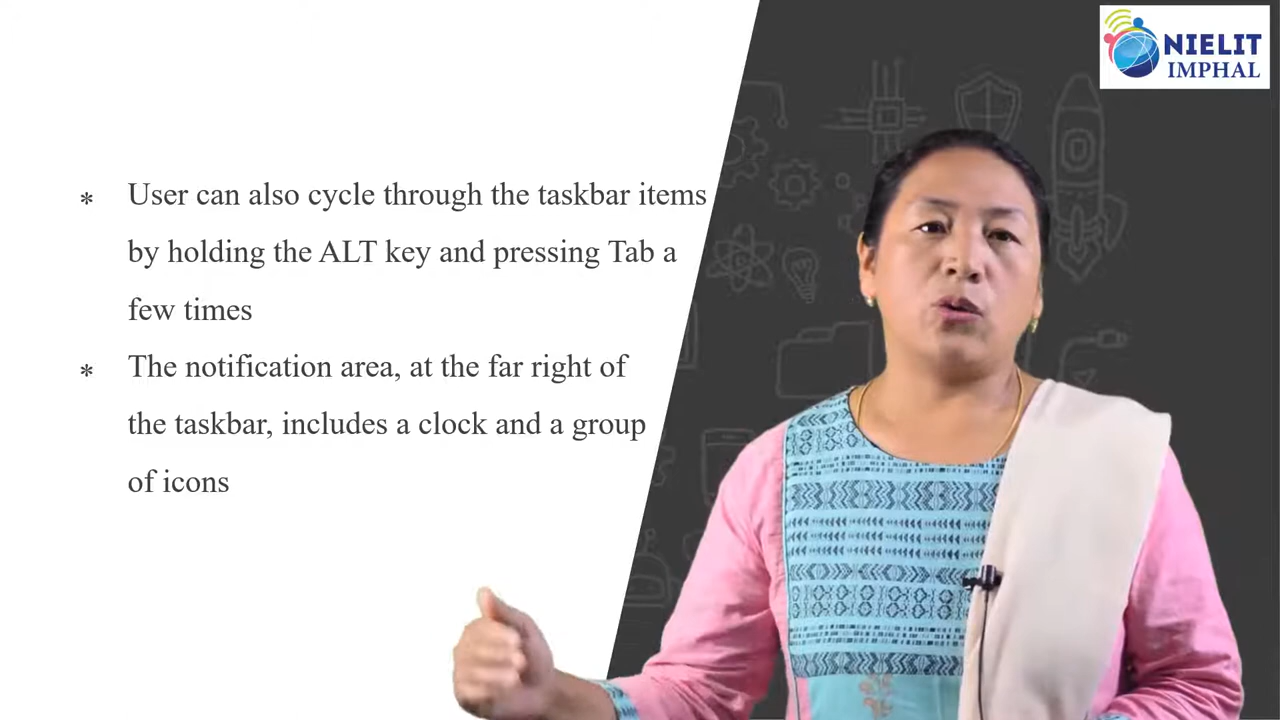 NIELIT
IMPHAL
* User can also cycle through the taskbar items
by holding the ALT key and pressing Tab a
few times
* The notification area, at the far right of
the taskbar, includes a clock and a group
of icons